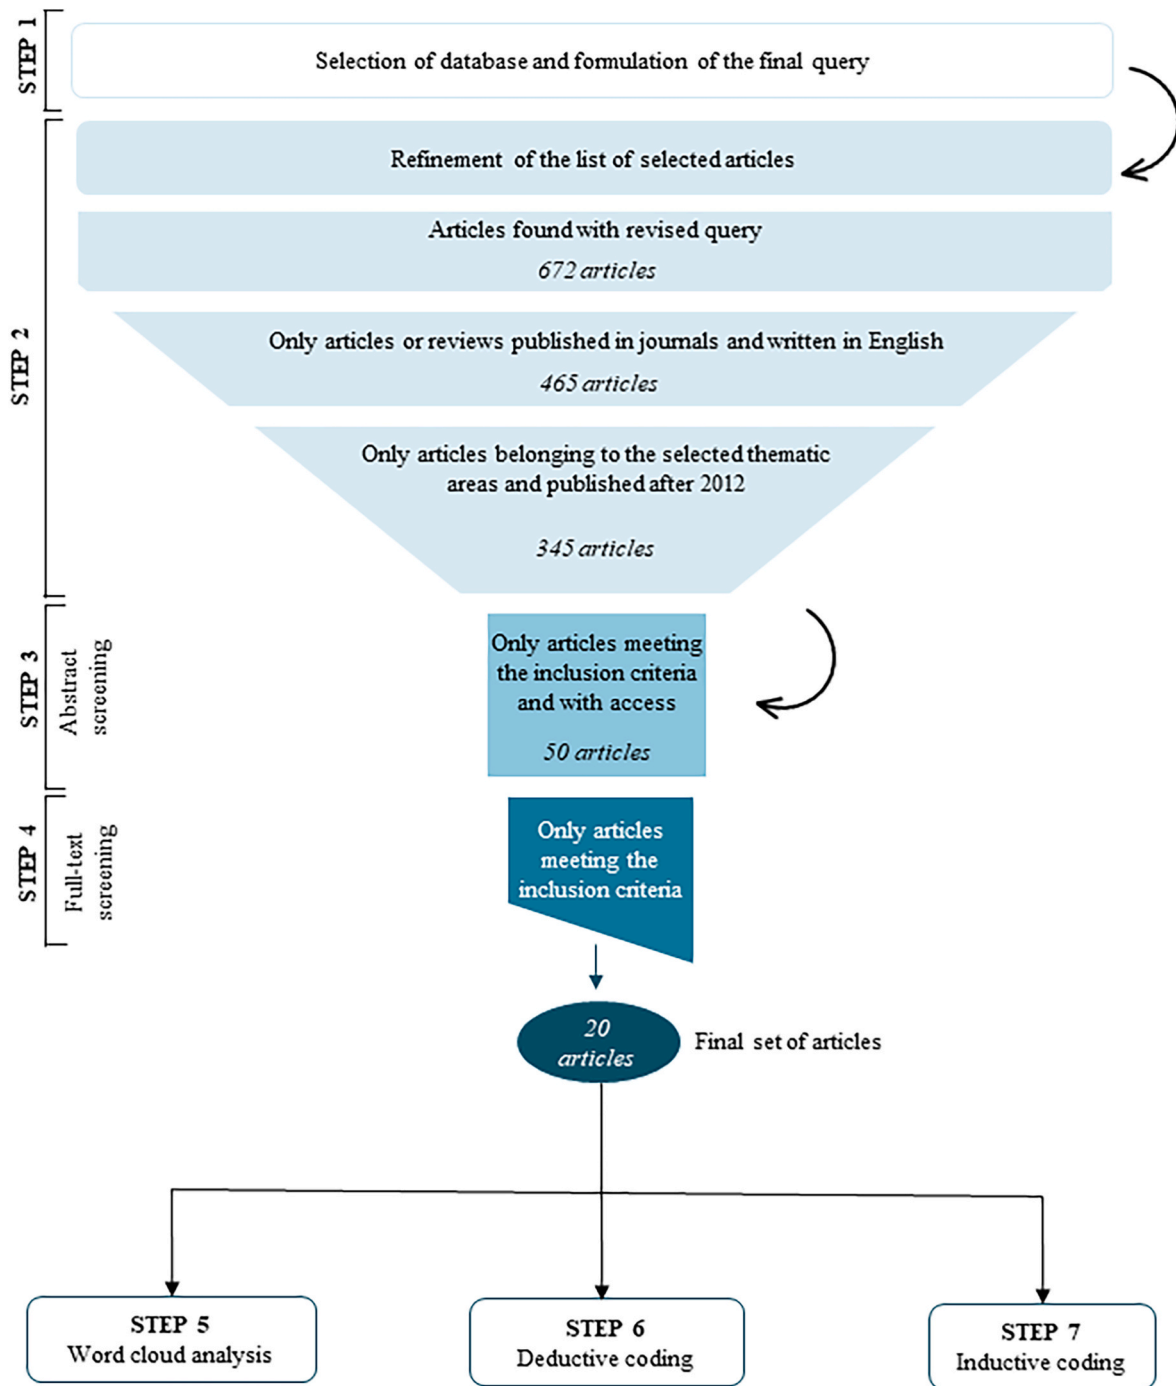 STEP 1
Selection of database and formulation of the final query
STEP 2
Refinement of the list of selected articles
Articles found with revised query
672 articles
Only articles or reviews published in journals and written in English
465 articles
Only articles belonging to the selected thematic
areas and published after 2012
345 articles
STEP 3
Abstract
screening
Only articles meeting
the inclusion criteria
and with access
50 articles
STEP 4
Full-text
screening
Only articles
meeting the
inclusion criteria
20
articles
Final set of articles
STEP 5
Word cloud analysis
STEP 6
Deductive coding
STEP 7
Inductive coding